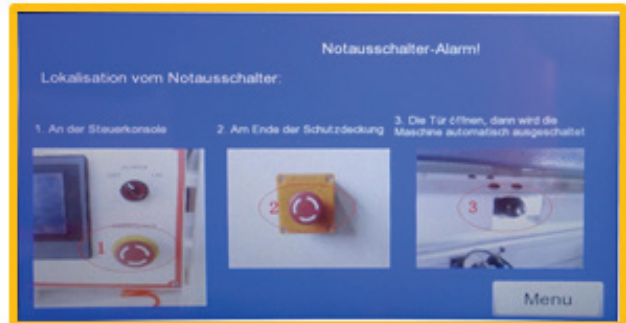 Notausschalter-Alarm!
Lokalisation vom Notausschalter:
1. An der Steuerkonsole
2. Am Ende der Schutzdeckung
3. Die Tür öffnen, dann wird die
Maschine automatisch ausgeschaltet
1
2
3
Menu